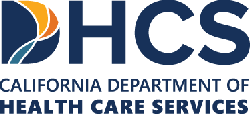 DHCS
CALIFORNIA DEPARTMENT OF
HEALTH CARE SERVICES